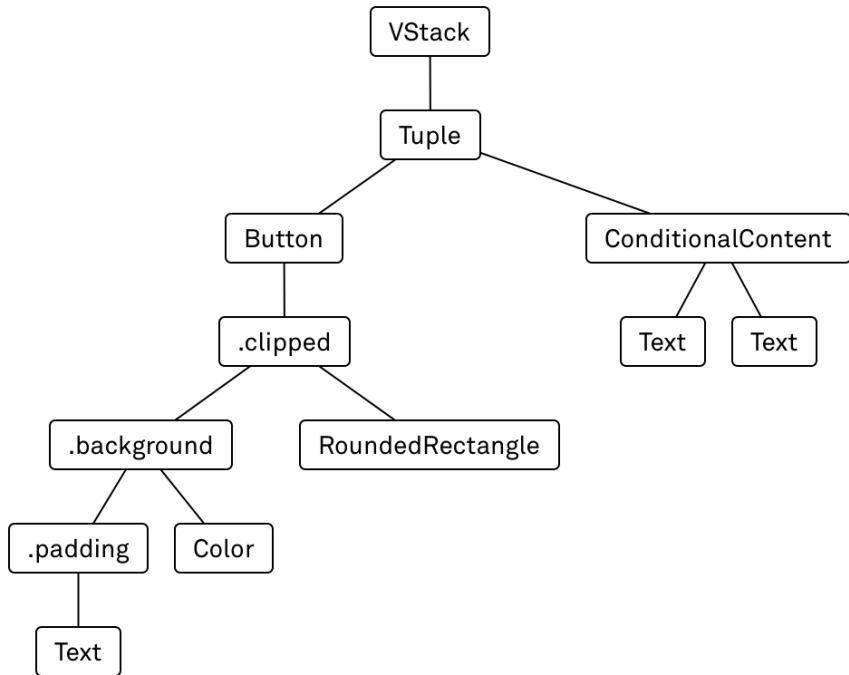 VStack
Tuple
Button
ConditionalContent
.clipped
Text
Text
.background
RoundedRectangle
.padding
Color
Text